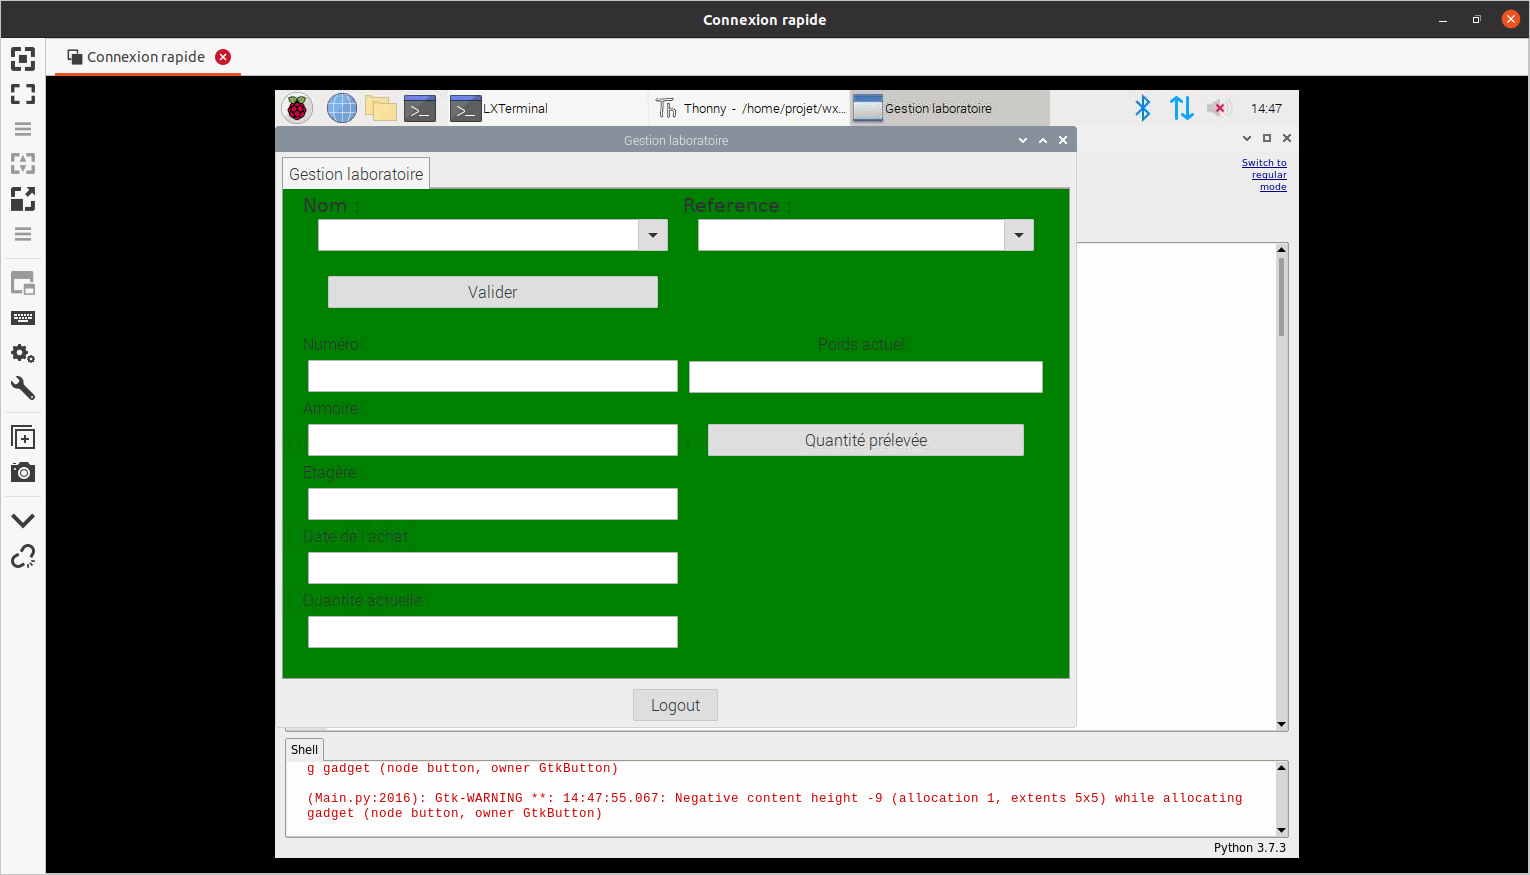 Connexion rapide
Connexion rapide
LXTerminal
Thonny - /home/projet/wx...
Gestion laboratoire
14:47
Gestion laboratoire
Switch to
regular
mode
Gestion laboratoire
Nom :
Reference :
Valider
Numéro :
Poids actuel :
Armoire :
Quantité prélevée
Etagère :
Date de l'achat
Quantité actuelle :
Logout
Shell
g gadget (node button, owner GtkButton)
(Main.py:2016): Gtk-WARNING **: 14:47:55.067: Negative content height -9 (allocation 1, extents 5x5) while allocating
gadget (node button, owner GtkButton)
Python 3.7.3